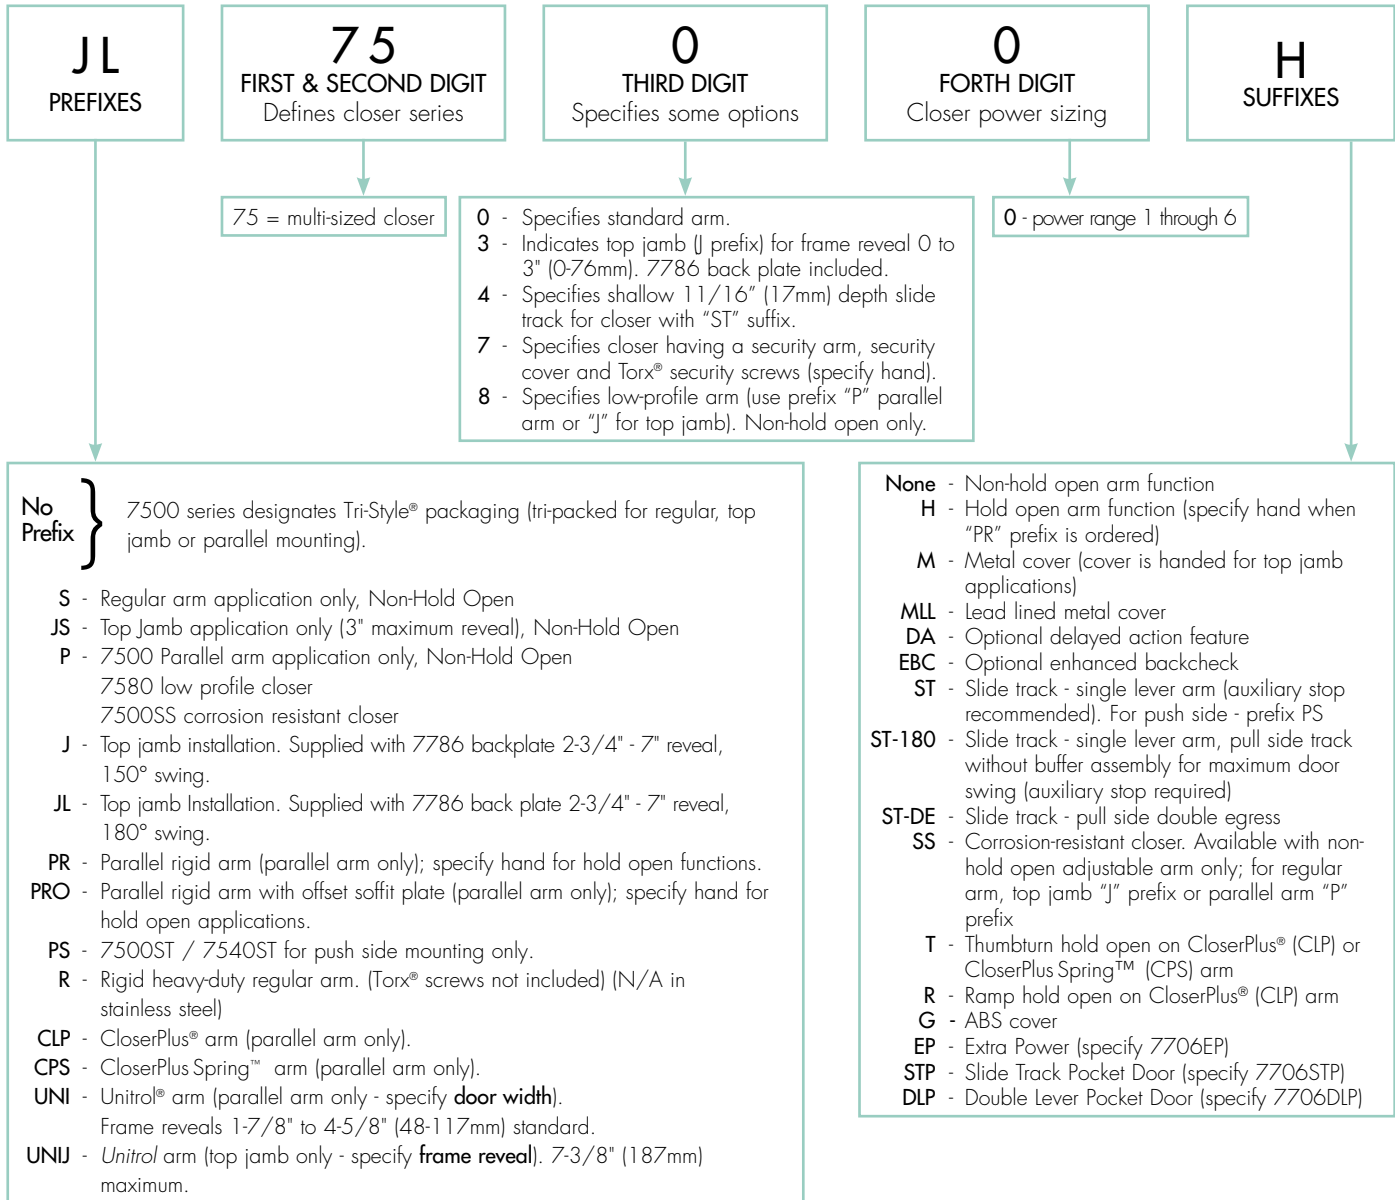 JL
PREFIXES
75
FIRST & SECOND DIGIT
Defines closer series
0
THIRD DIGIT
Specifies some options
0
FORTH DIGIT
Closer power sizing
H
SUFFIXES
75 = multi-sized closer
0 - Specifies standard arm.
3 - Indicates top jamb (J prefix) for frame reveal 0 to
3" (0-76mm). 7786 back plate included.
4 - Specifies shallow 11/16” (17mm) depth slide
track for closer with “ST” suffix.
7 - Specifies closer having a security arm, security
cover and Torx® security screws (specify hand).
8 - Specifies low-profile arm (use prefix “P” parallel
arm or “J” for top jamb). Non-hold open only.
0 - power range 1 through 6
No
Prefix
7500 series designates Tri-Style® packaging (tri-packed for regular, top
jamb or parallel mounting).
S - Regular arm application only, Non-Hold Open
JS - Top Jamb application only (3" maximum reveal), Non-Hold Open
P - 7500 Parallel arm application only, Non-Hold Open
7580 low profile closer
7500SS corrosion resistant closer
J - Top jamb installation. Supplied with 7786 backplate 2-3/4" - 7" reveal,
150° swing.
JL - Top jamb Installation. Supplied with 7786 back plate 2-3/4" - 7" reveal,
180° swing.
PR - Parallel rigid arm (parallel arm only); specify hand for hold open functions.
PRO - Parallel rigid arm with offset soffit plate (parallel arm only); specify hand for
hold open applications.
PS - 7500ST / 7540ST for push side mounting only.
R - Rigid heavy-duty regular arm. (Torx® screws not included) (N/A in
stainless steel)
CLP - CloserPlus® arm (parallel arm only).
CPS - CloserPlus Spring™ arm (parallel arm only).
UNI - Unitrol® arm (parallel arm only - specify door width).
Frame reveals 1-7/8" to 4-5/8" (48-117mm) standard.
UNIJ - Unitrol arm (top jamb only - specify frame reveal). 7-3/8" (187mm)
maximum.
None - Non-hold open arm function
H - Hold open arm function (specify hand when
“PR” prefix is ordered)
M - Metal cover (cover is handed for top jamb
applications)
MLL - Lead lined metal cover
DA - Optional delayed action feature
EBC - Optional enhanced backcheck
ST - Slide track - single lever arm (auxiliary stop
recommended). For push side - prefix PS
ST-180 - Slide track - single lever arm, pull side track
without buffer assembly for maximum door
swing (auxiliary stop required)
ST-DE - Slide track - pull side double egress
SS - Corrosion-resistant closer. Available with non-
hold open adjustable arm only; for regular
arm, top jamb “J” prefix or parallel arm “P”
prefix
T - Thumbturn hold open on CloserPlus® (CLP) or
CloserPlus Spring™ (CPS) arm
R - Ramp hold open on CloserPlus® (CLP) arm
G - ABS cover
EP - Extra Power (specify 7706EP)
STP - Slide Track Pocket Door (specify 7706STP)
DLP - Double Lever Pocket Door (specify 7706DLP)